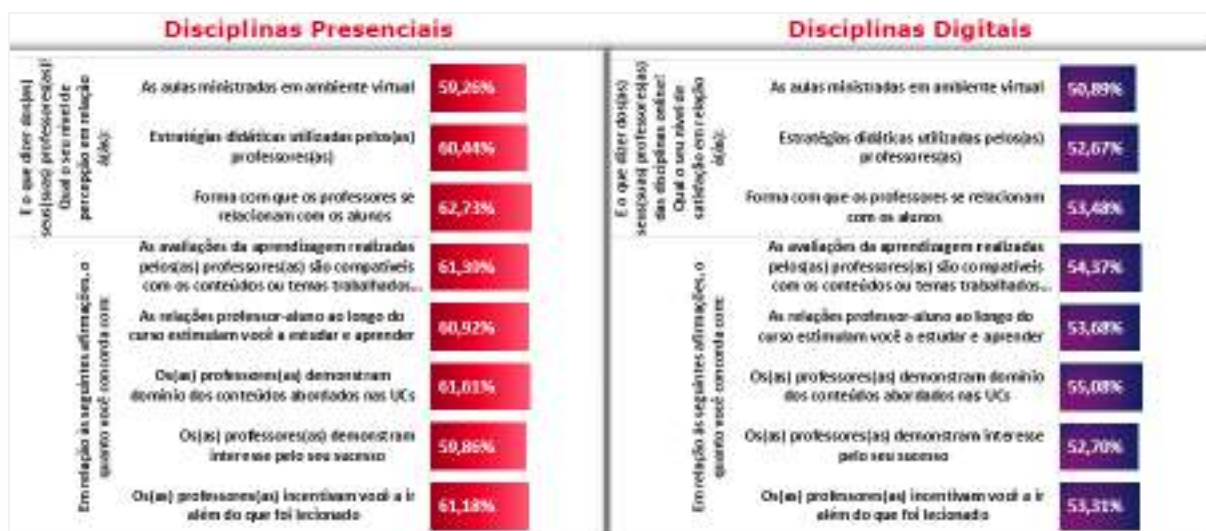 Disciplinas Presenciais
E o que dizer dos(as)
seus(suas) professores(as)!
Qual o seu nível de
percepção em relação
à(às):
As aulas ministradas em ambiente virtual
59,26%
Estratégias didáticas utilizadas pelos(as)
professores(as)
60,44%
Forma com que os professores se
relacionam com os alunos
62,73%
Em relação às seguintes afirmações, o
quanto você concorda com:
As avaliações da aprendizagem realizadas
pelos(as) professores(as) são compatíveis
com os conteúdos ou temas trabalhados...
61,39%
As relações professor-aluno ao longo do
curso estimulam você a estudar e aprender
60,92%
Os(as) professores(as) demonstram
domínio dos conteúdos abordados nas UCs
61,61%
Os(as) professores(as) demonstram
interesse pelo seu sucesso
59,86%
Os(as) professores(as) incentivam você a ir
além do que foi lecionado
61,18%
Disciplinas Digitais
E o que dizer dos(as)
seus(suas) professores(as)
das disciplinas online!
Qual o seu nível de
satisfação em relação
à(às):
As aulas ministradas em ambiente virtual
50,89%
Estratégias didáticas utilizadas pelos(as)
professores(as)
52,67%
Forma com que os professores se relacionam
com os alunos
53,48%
Em relação às seguintes afirmações, o
quanto você concorda com:
As avaliações da aprendizagem realizadas
pelos(as) professores(as) são compatíveis
com os conteúdos ou temas trabalhados...
54,37%
As relações professor-aluno ao longo do
curso estimulam você a estudar e aprender
53,68%
Os(as) professores(as) demonstram domínio
dos conteúdos abordados nas UCs
55,08%
Os(as) professores(as) demonstram interesse
pelo seu sucesso
52,70%
Os(as) professores(as) incentivam você a ir
além do que foi lecionado
53,31%